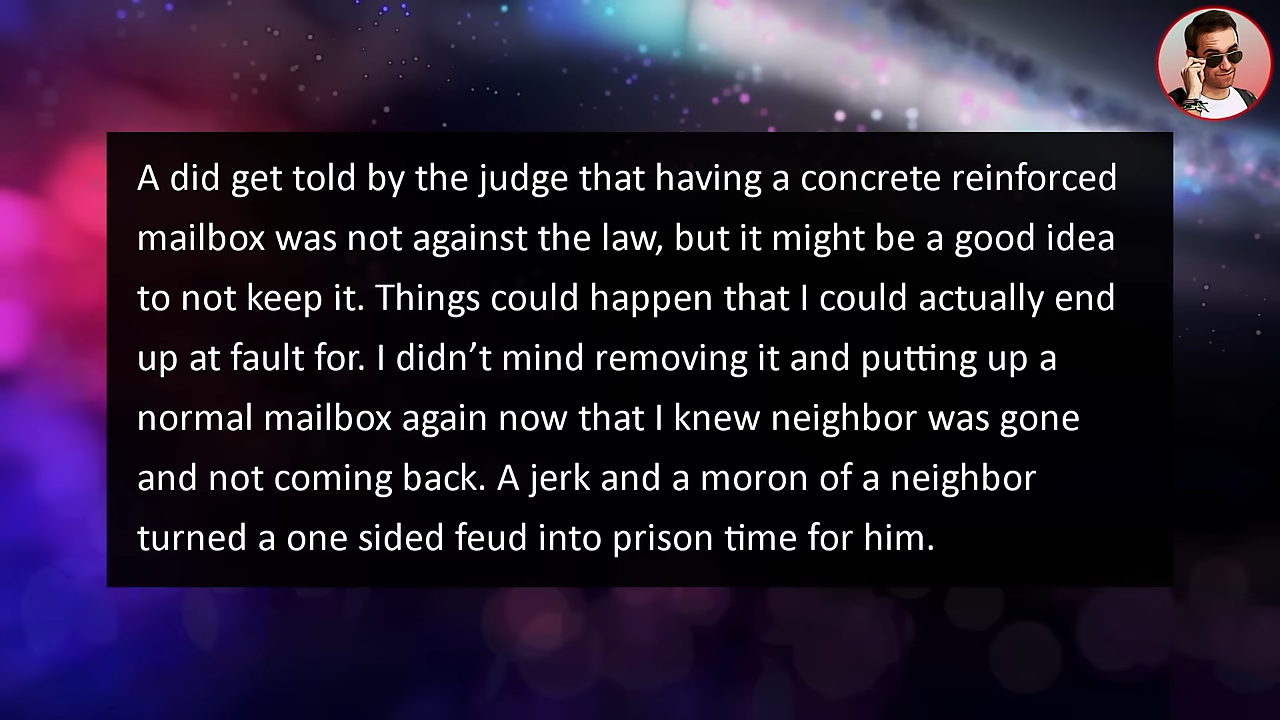 A did get told by the judge that having a concrete reinforced
mailbox was not against the law, but it might be a good idea
to not keep it. Things could happen that I could actually end
up at fault for. I didn’t mind removing it and putting up a
normal mailbox again now that I knew neighbor was gone
and not coming back. A jerk and a moron of a neighbor
turned a one sided feud into prison time for him.